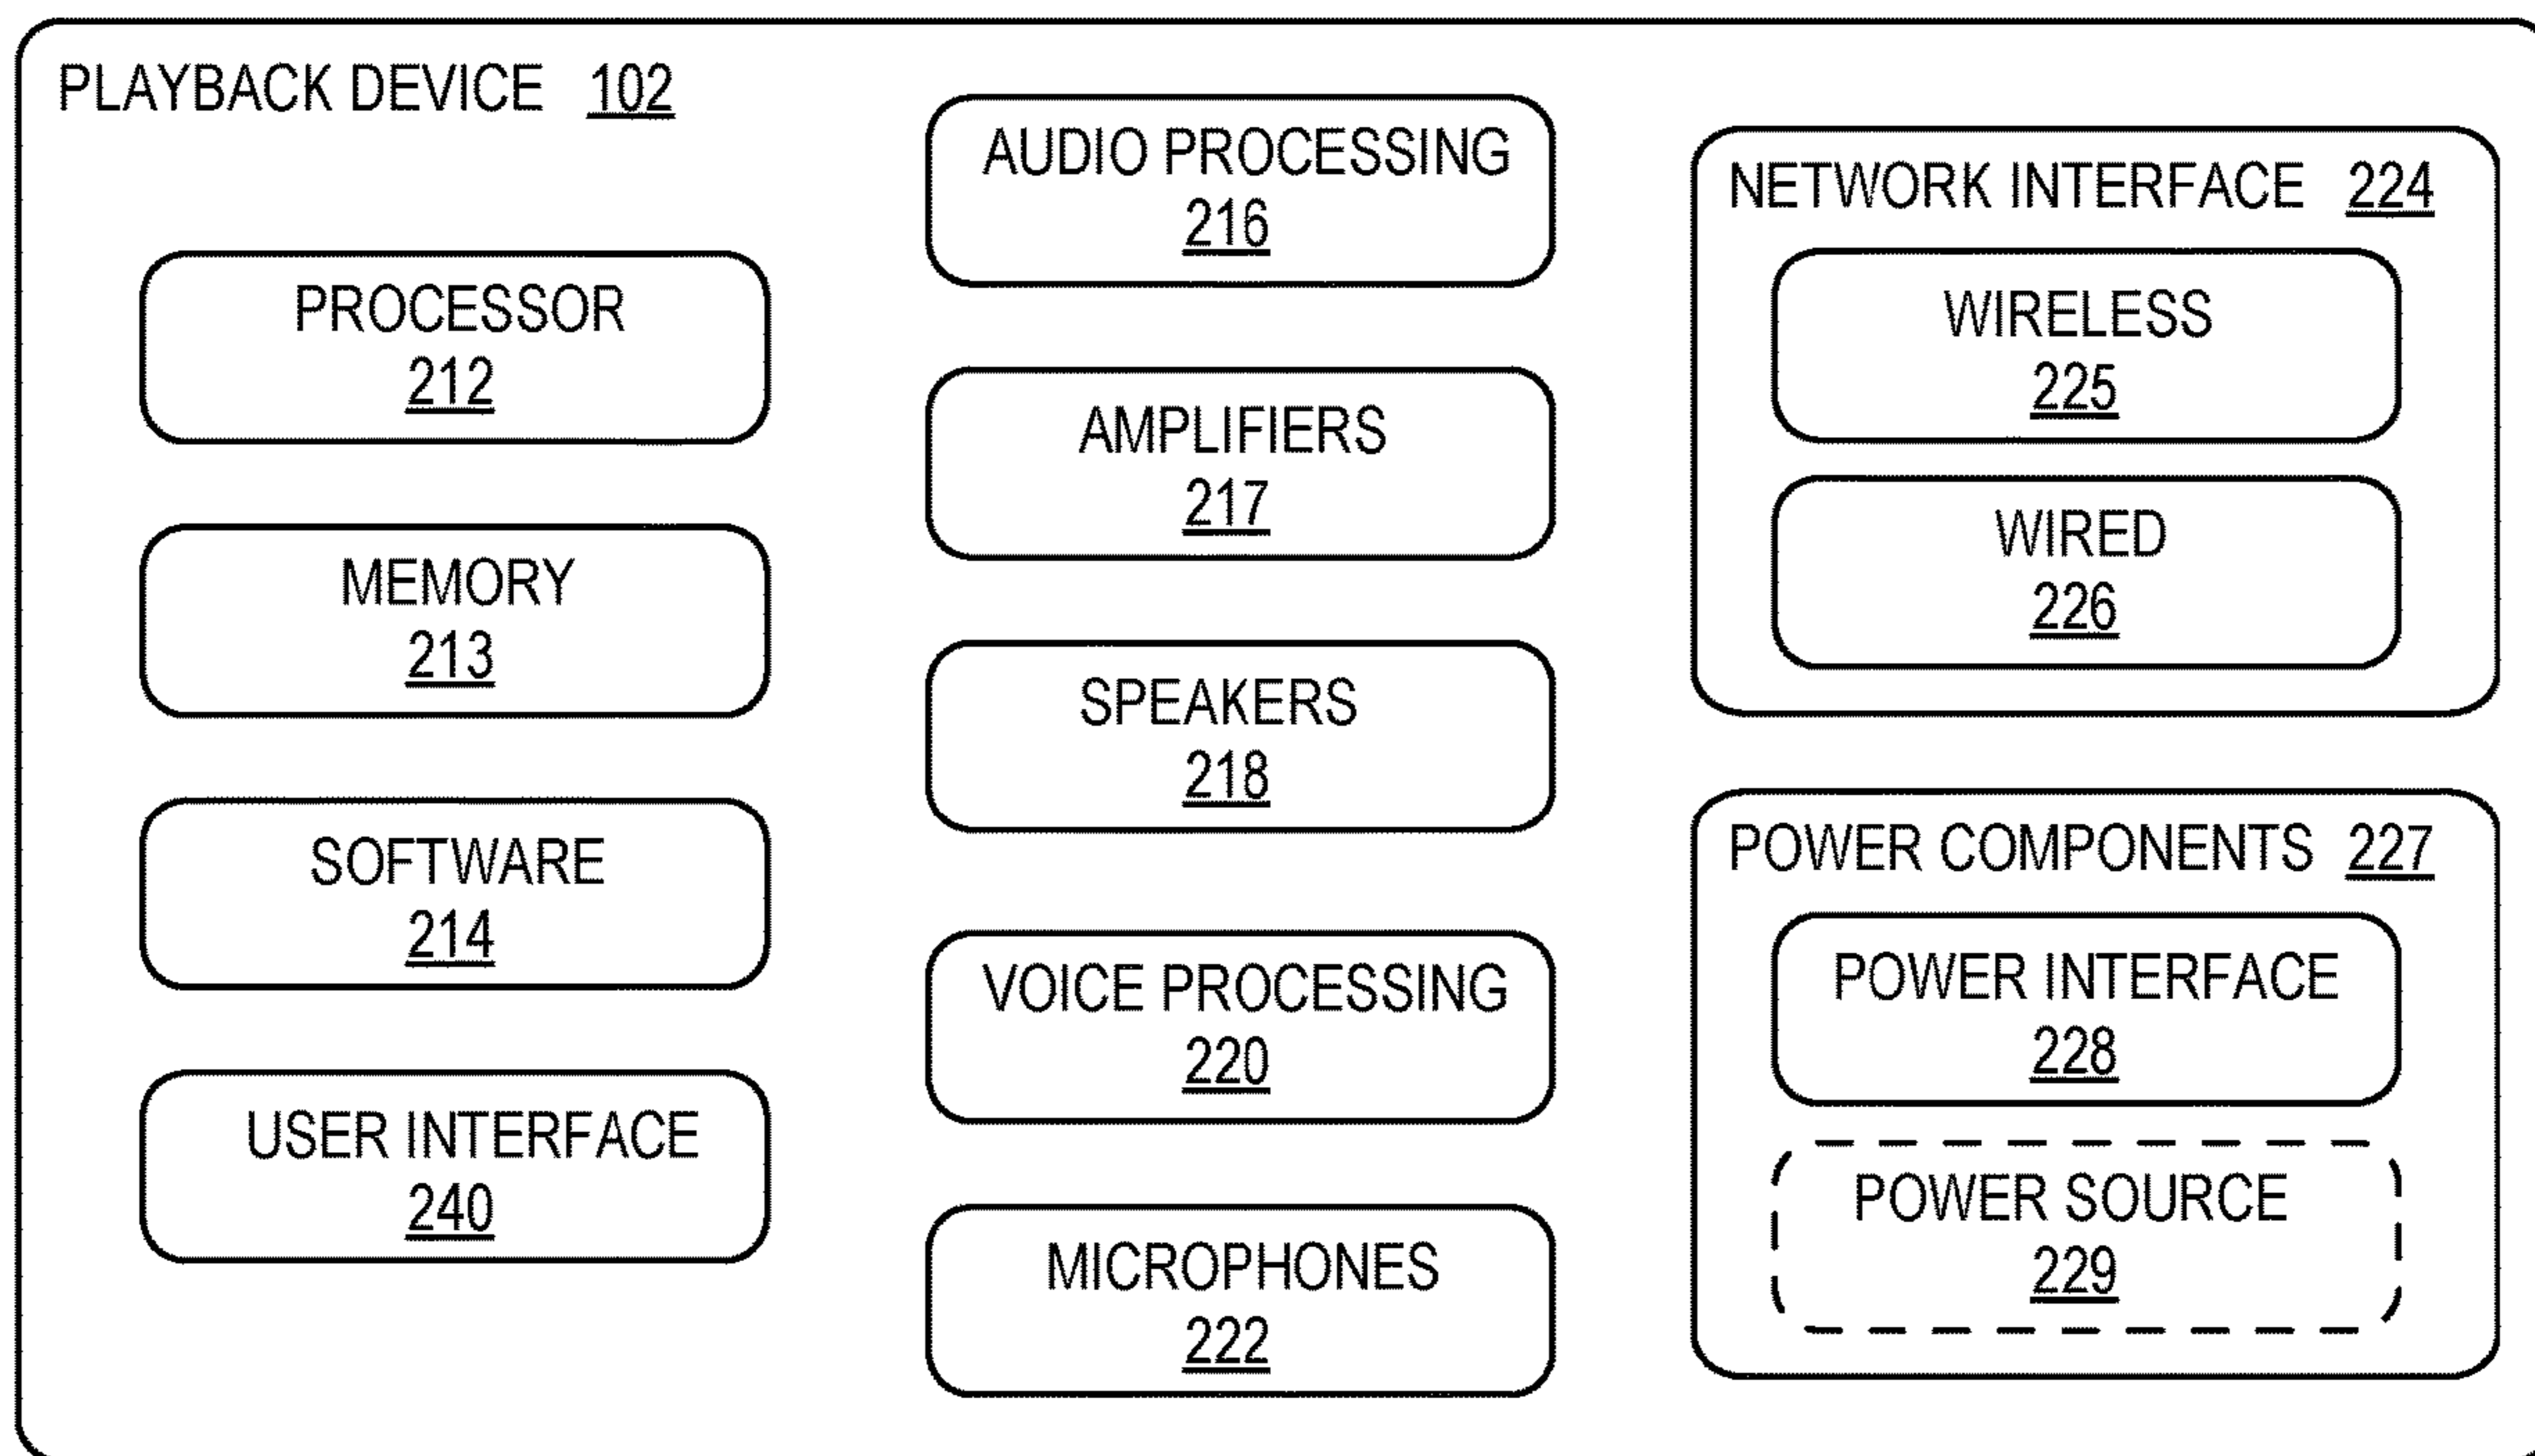 PLAYBACK DEVICE 102
PROCESSOR
212
MEMORY
213
SOFTWARE
214
USER INTERFACE
240
AUDIO PROCESSING
216
AMPLIFIERS
217
SPEAKERS
218
VOICE PROCESSING
220
MICROPHONES
222
NETWORK INTERFACE 224
WIRELESS
225
WIRED
226
POWER COMPONENTS 227
POWER INTERFACE
228
POWER SOURCE
229